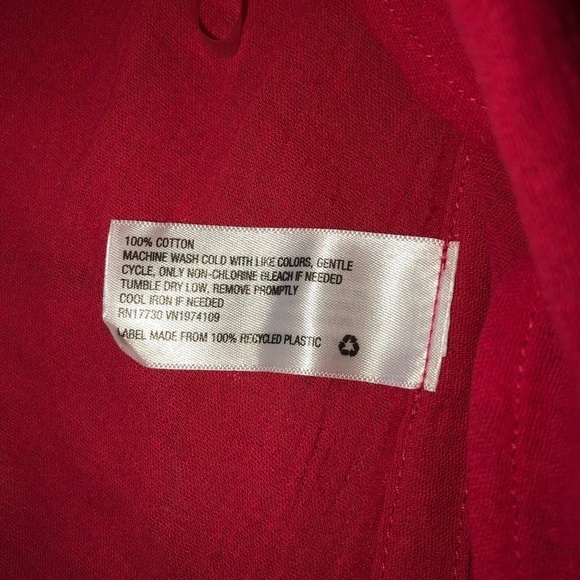 100% COTTON
MACHINE WASH COLD WITH LIKE COLORS, GENTLE
CYCLE, ONLY NON-CHLORINE BLEACH IF NEEDED
TUMBLE DRY LOW, REMOVE PROMPTLY
COOL IRON IF NEEDED
RN17730 VN1974109
LABEL MADE FROM 100% RECYCLED PLASTIC